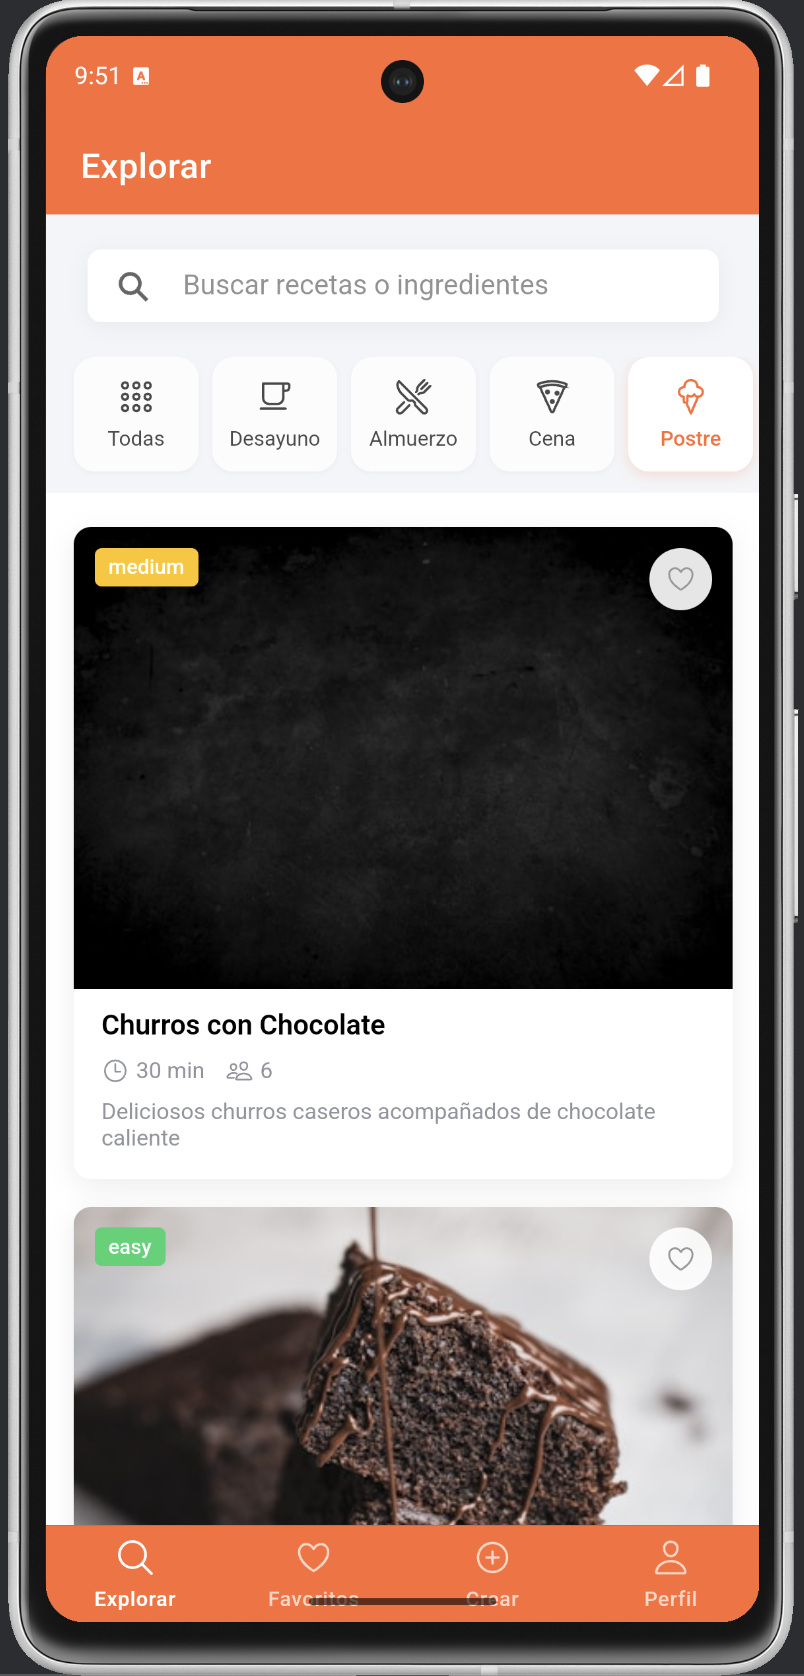 9:51
Explorar
Buscar recetas o ingredientes
Todas
Desayuno
Almuerzo
Cena
Postre
medium
Churros con Chocolate
30 min
6
Deliciosos churros caseros acompañados de chocolate
caliente
easy
Explorar
Favoritos
Crear
Perfil